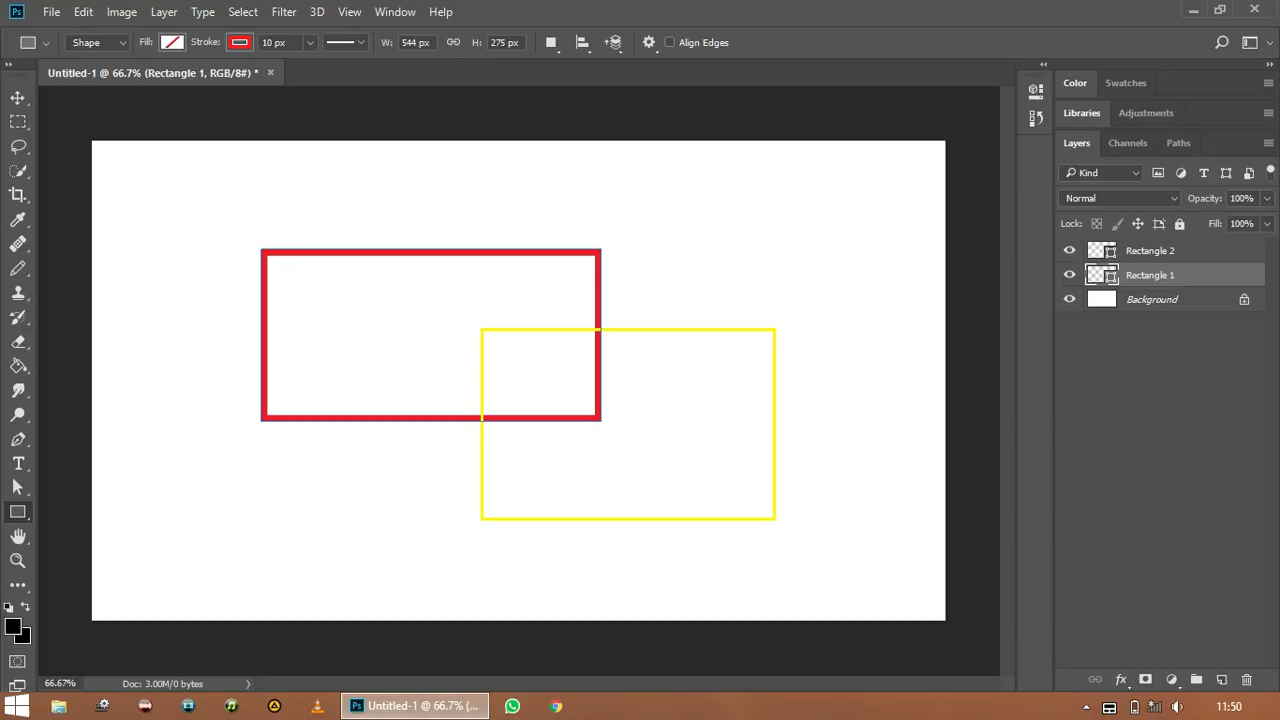 Ps File Edit Image Layer Type Select Filter 3D View Window Help
Shape Fill: Stroke: 10 px W: 544 px H: 275 px Align Edges
Untitled-1 @ 66.7% (Rectangle 1, RGB/8#) *
Color Swatches
Libraries Adjustments
Layers Channels Paths
Kind
Normal Opacity: 100%
Lock: Fill: 100%
Rectangle 2
Rectangle 1
Background
66.67% Doc: 3.00M/0 bytes
Ps Untitled-1 @ 66.7% (... 11:50